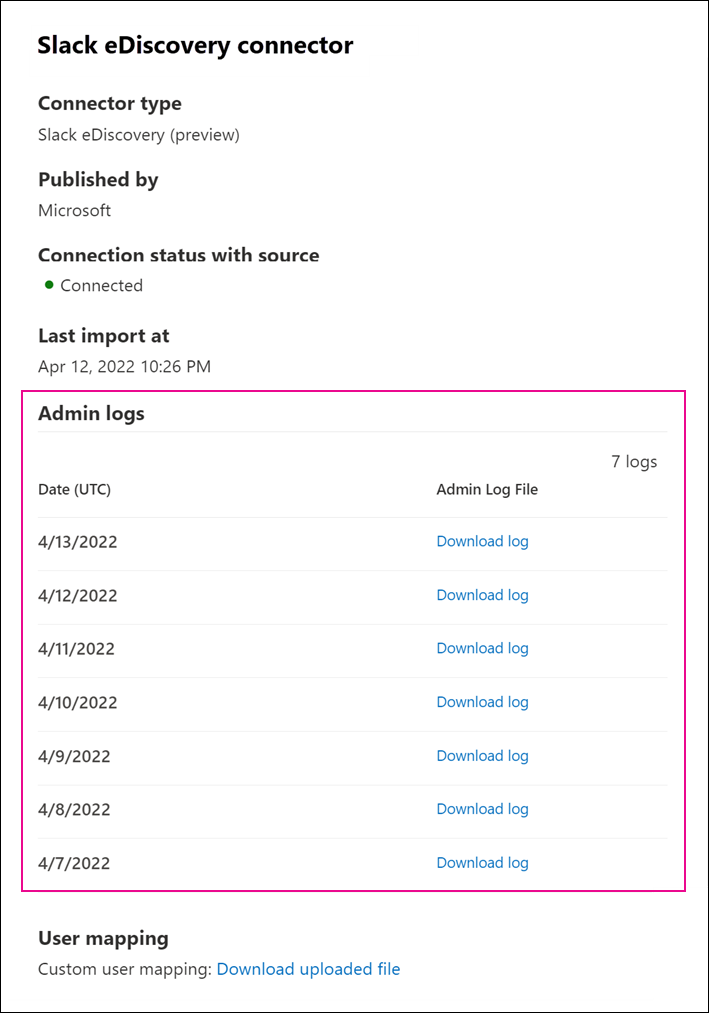 Slack eDiscovery connector
Connector type
Slack eDiscovery (preview)
Published by
Microsoft
Connection status with source
Connected
Last import at
Apr 12, 2022 10:26 PM
Admin logs
7 logs
Date (UTC) Admin Log File
4/13/2022 Download log
4/12/2022 Download log
4/11/2022 Download log
4/10/2022 Download log
4/9/2022 Download log
4/8/2022 Download log
4/7/2022 Download log
User mapping
Custom user mapping: Download uploaded file